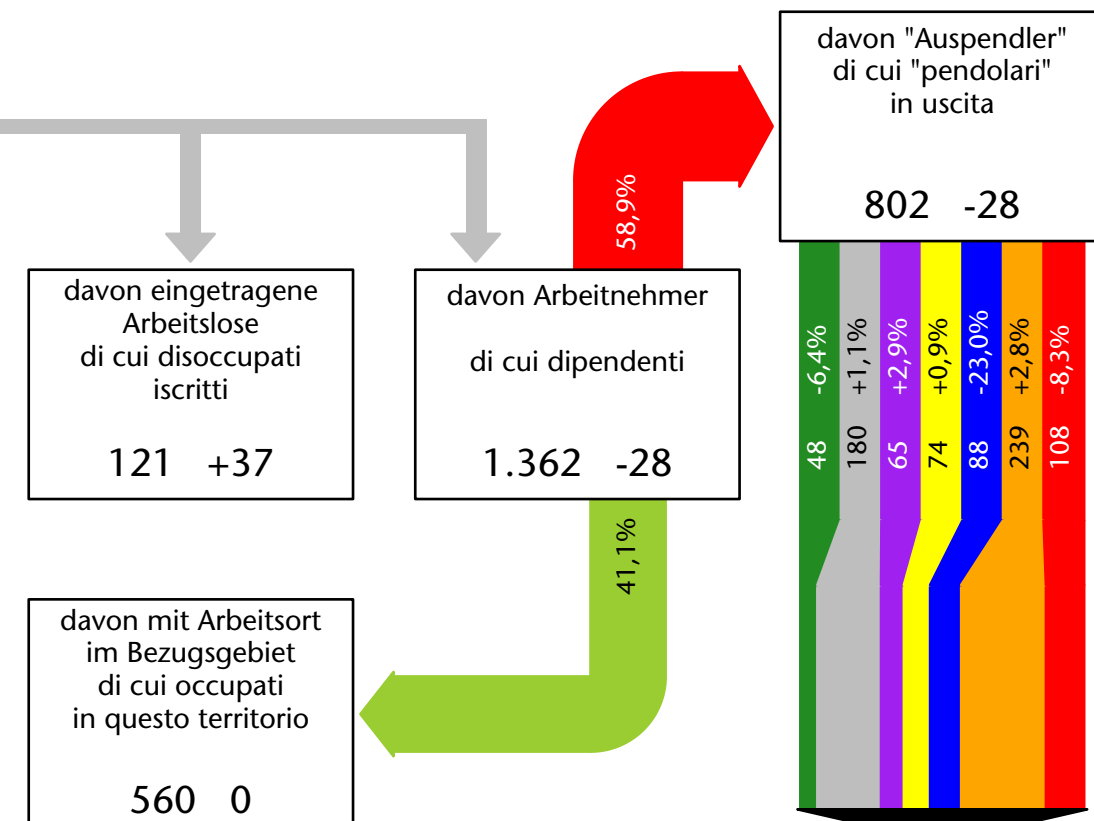 davon "Auspendler"
di cui "pendolari"
in uscita
802 -28
58,9%
davon eingetragene
Arbeitslose
di cui disoccupati
iscritti
121 +37
davon Arbeitnehmer
di cui dipendenti
1.362 -28
48 -6,4%
180 +1,1%
65 +2,9%
74 +0,9%
88 -23,0%
239 +2,8%
108 -8,3%
41,1%
davon mit Arbeitsort
im Bezugsgebiet
di cui occupati
in questo territorio
560 0